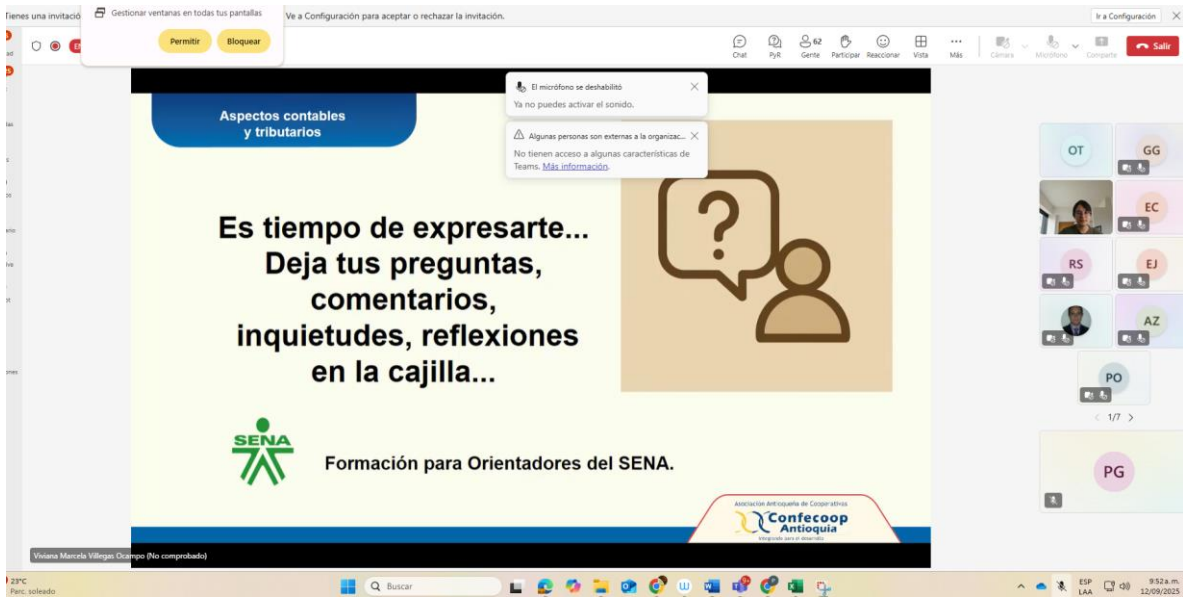 Tienes una invitació
Gestionar ventanas en todas tus pantallas
Ve a Configuración para aceptar o rechazar la invitación.
Ir a Configuración
Permitir
Bloquear
Chat
PyR
62
Gente
Participar
Reaccionar
Vista
Más
Cámara
Micrófono
Compartir
Salir
El micrófono se deshabilitó
Ya no puedes activar el sonido.
Algunas personas son externas a la organizac...
No tienen acceso a algunas características de
Teams. Más información.
Aspectos contables
y tributarios
Es tiempo de expresarte...
Deja tus preguntas,
comentarios,
inquietudes, reflexiones
en la cajilla...
SENA
Formación para Orientadores del SENA.
Asociación Antioqueña de Cooperativas
Confecoop
Antioquia
Integrando para el desarrollo
OT
GG
EC
RS
EJ
AZ
PO
1/7
PG
Viviana Marcela Villegas Ocampo (No comprobado)
23°C
Parc. soleado
Buscar
ESP
LAA
9:52 a. m.
12/09/2025